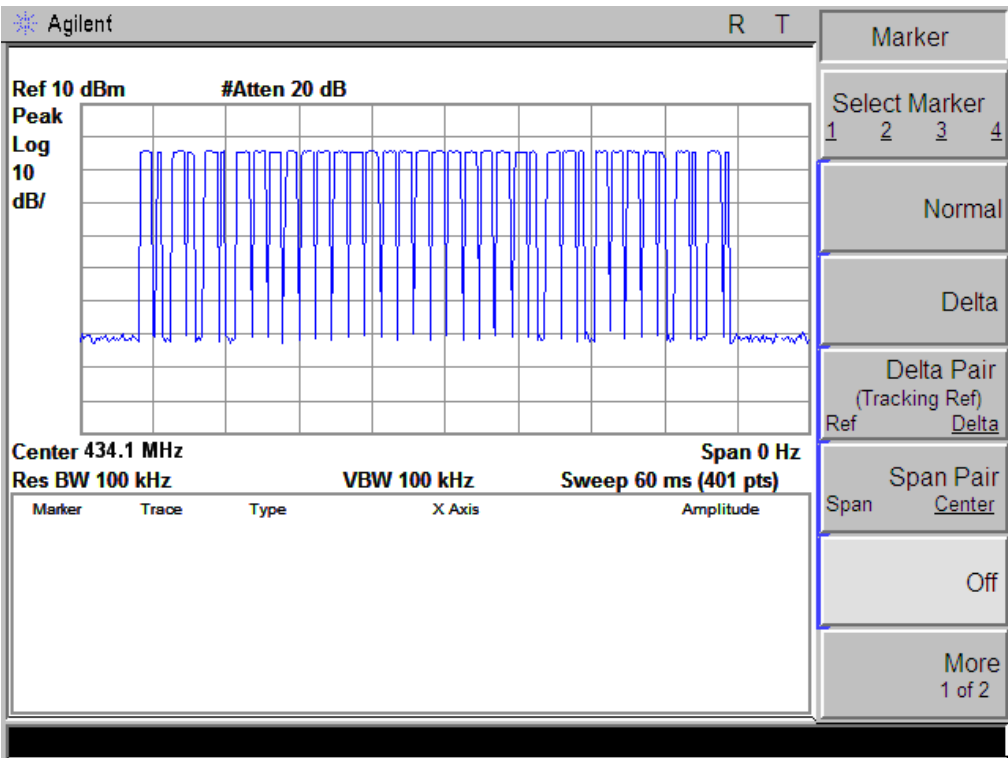 Agilent R T
Ref 10 dBm #Atten 20 dB
Peak
Log
10
dB/
Center 434.1 MHz Span 0 Hz
Res BW 100 kHz VBW 100 kHz Sweep 60 ms (401 pts)
Marker Trace Type X Axis Amplitude
Marker
Select Marker
1 2 3 4
Normal
Delta
Delta Pair
(Tracking Ref)
Ref Delta
Span Pair
Span Center
Off
More
1 of 2